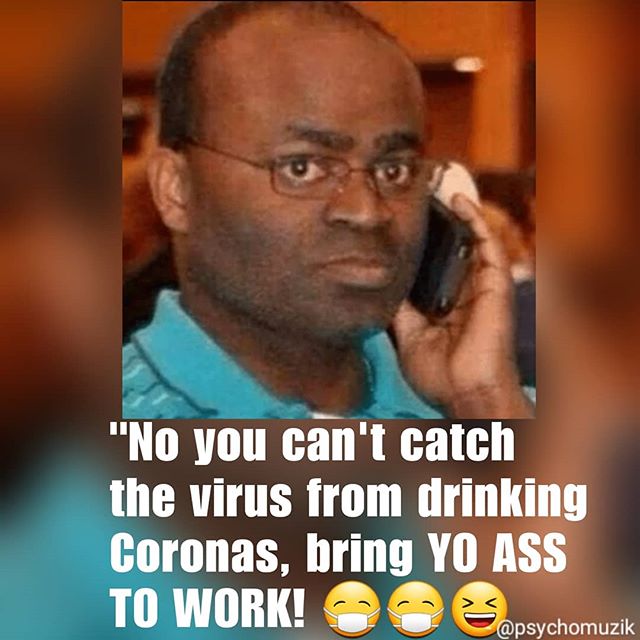 "No you can't catch
the virus from drinking
Coronas, bring YO ASS
TO WORK! 😷😷😆
@psychomuzik